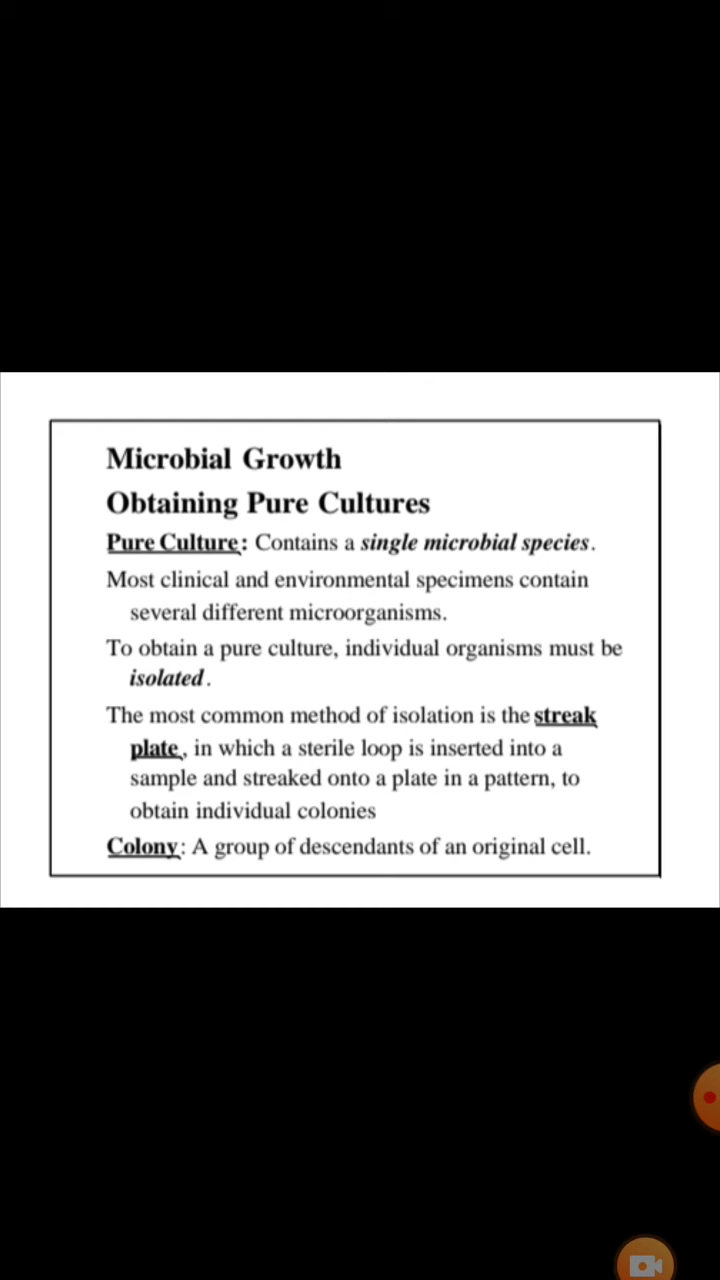 Microbial Growth
Obtaining Pure Cultures
Pure Culture: Contains a single microbial species.
Most clinical and environmental specimens contain
several different microorganisms.
To obtain a pure culture, individual organisms must be
isolated.
The most common method of isolation is the streak
plate, in which a sterile loop is inserted into a
sample and streaked onto a plate in a pattern, to
obtain individual colonies
Colony: A group of descendants of an original cell.